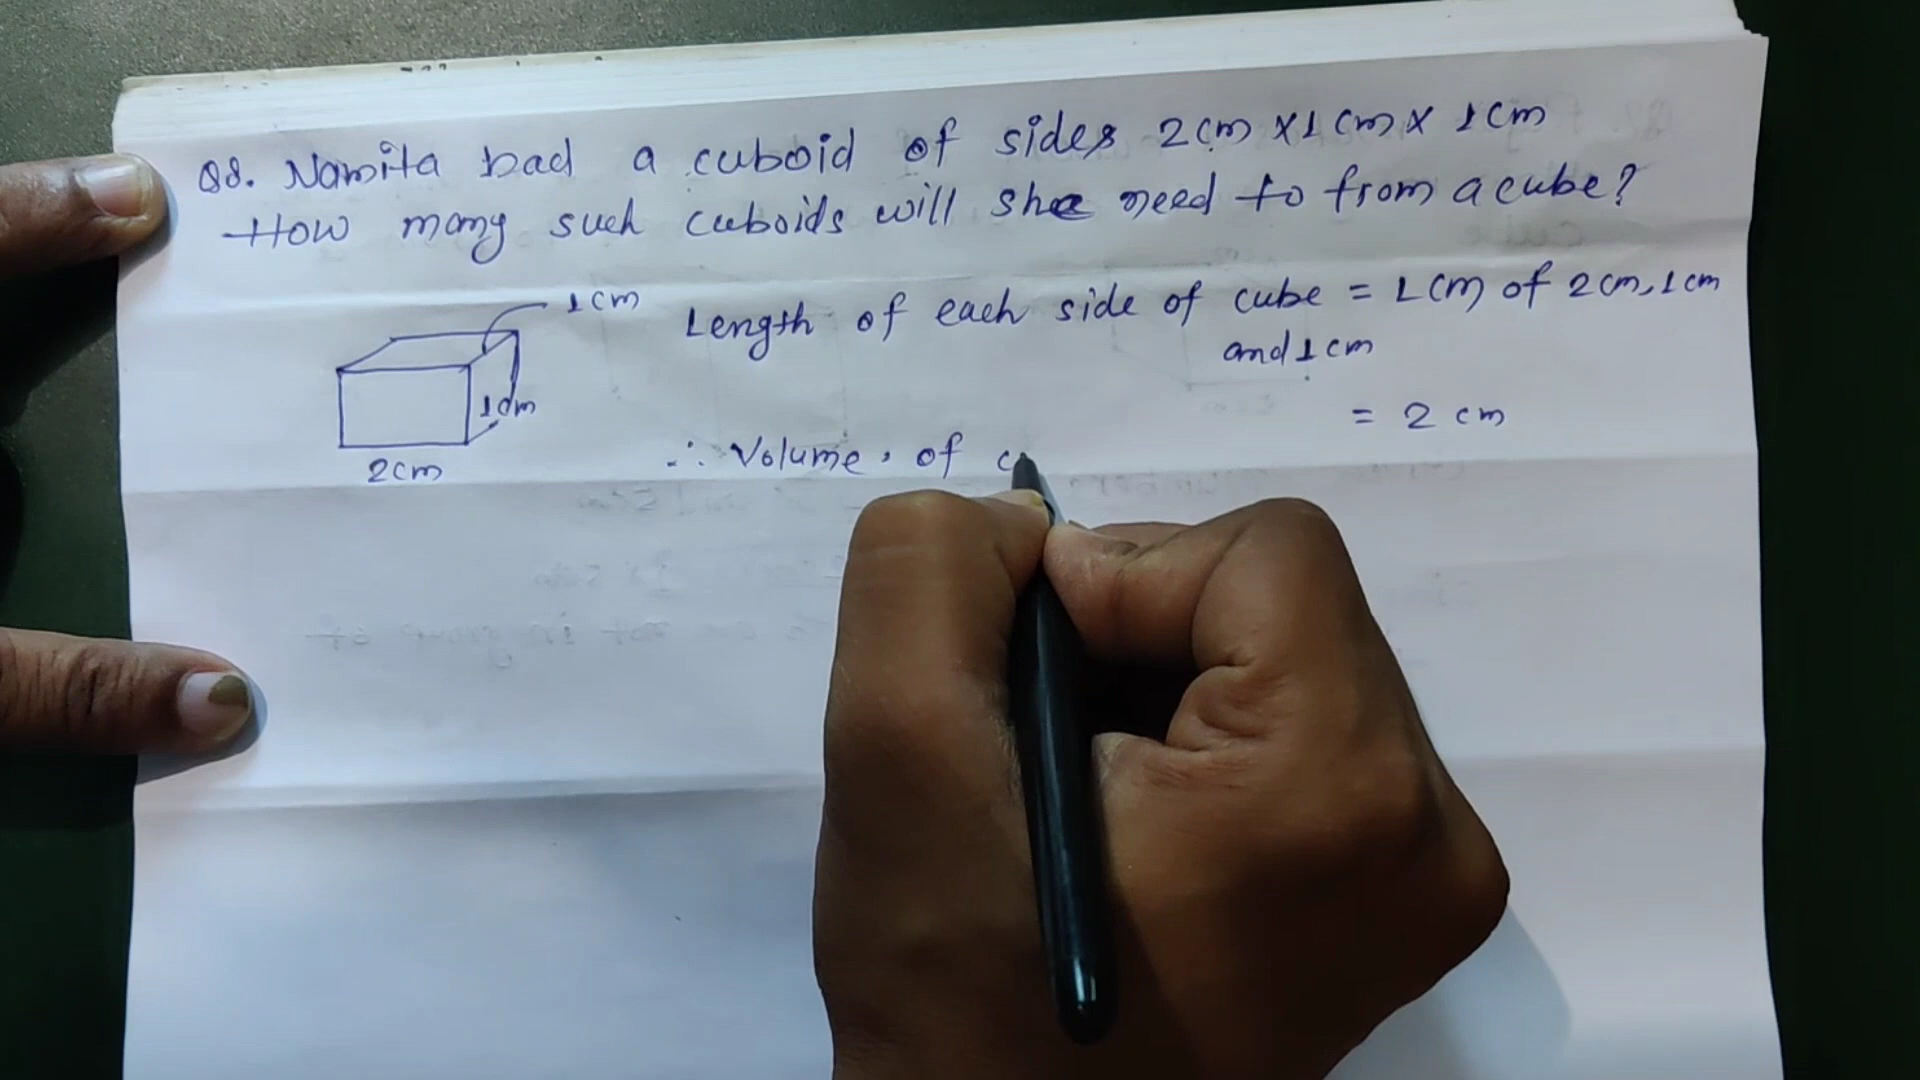 Q8. Namita had a cuboid of sides 2cm x 1cm x 1cm
How many such cuboids will she need to from a cube?
1cm
Length of each side of cube = LCM of 2cm, 1cm
and 1cm
1cm
= 2 cm
2cm
∴ Volume of c